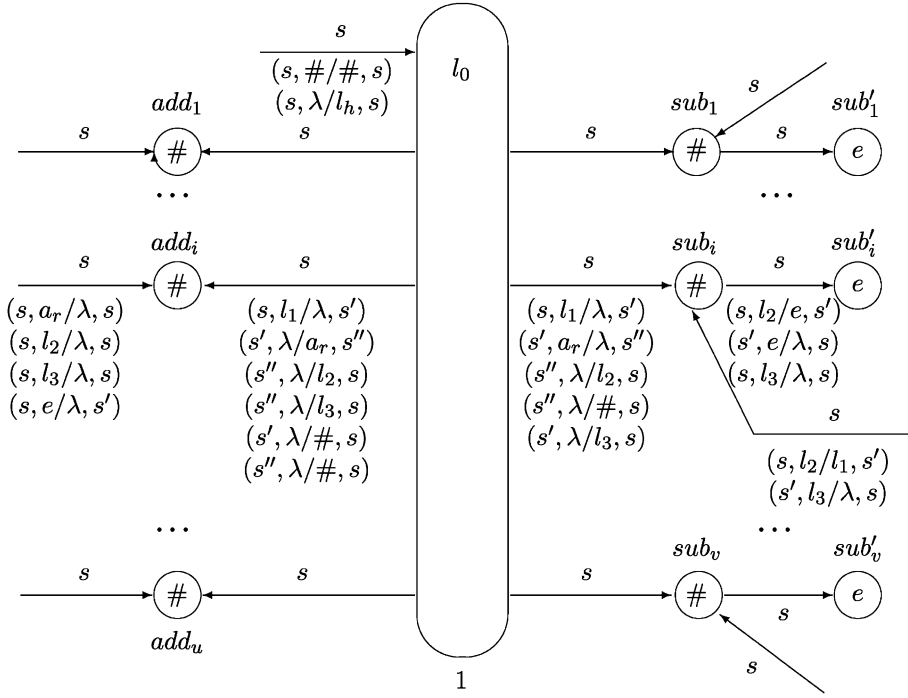 s
(s, #/#, s)
(s, λ/l_h, s)
l_0
add_1
s
#
s
...
s
sub_1
#
s
s
sub'_1
e
...
add_i
s
#
s
(s, a_r/λ, s)
(s, l_2/λ, s)
(s, l_3/λ, s)
(s, e/λ, s')
(s, l_1/λ, s')
(s', λ/a_r, s'')
(s'', λ/l_2, s)
(s'', λ/l_3, s)
(s', λ/#, s)
(s'', λ/#, s)
s
(s, l_1/λ, s')
(s', a_r/λ, s'')
(s'', λ/l_2, s)
(s'', λ/#, s)
(s', λ/l_3, s)
sub_i
#
s
sub'_i
e
(s, l_2/e, s')
(s', e/λ, s)
(s, l_3/λ, s)
s
(s, l_2/l_1, s')
(s', l_3/λ, s)
...
s
#
s
add_u
s
sub_v
#
...
s
sub'_v
e
s
1